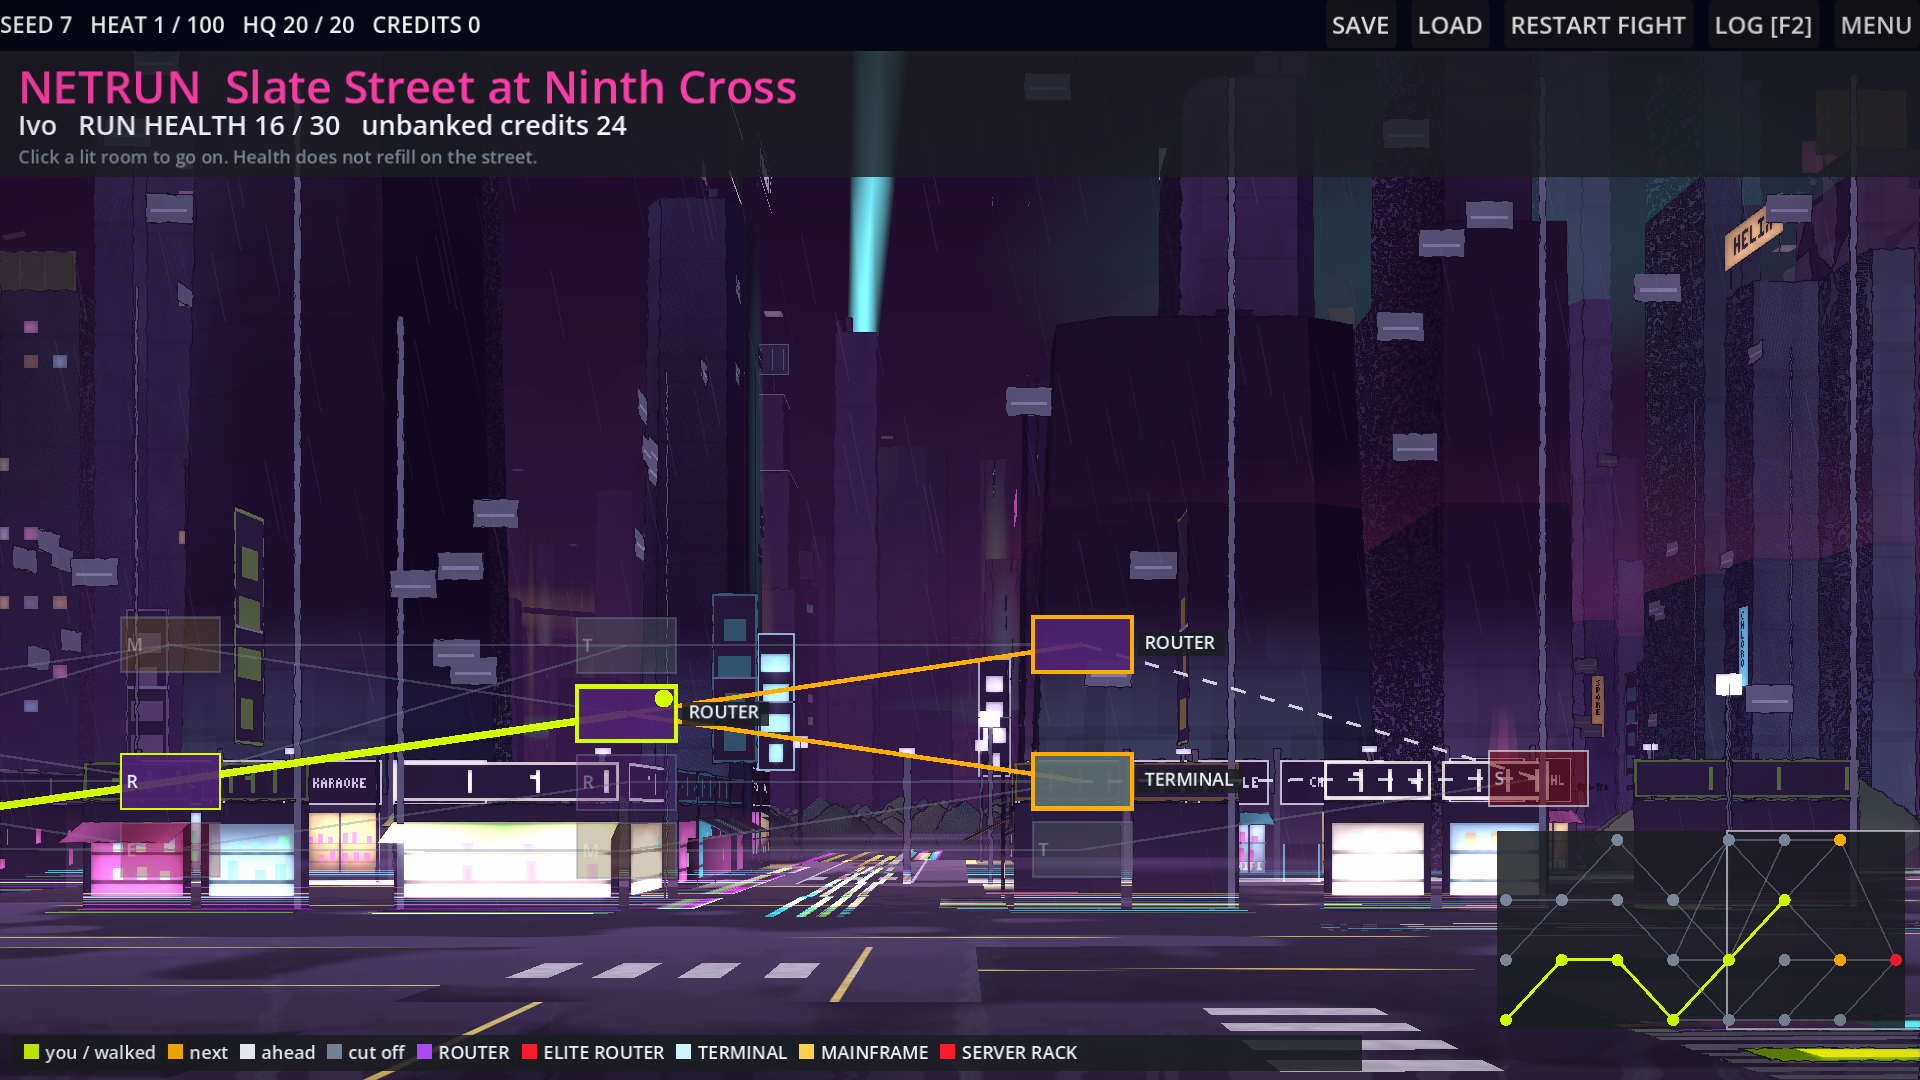 SEED 7 HEAT 1 / 100 HQ 20 / 20 CREDITS 0 SAVE LOAD RESTART FIGHT LOG [F2] MENU
NETRUN Slate Street at Ninth Cross
Ivo RUN HEALTH 16 / 30 unbanked credits 24
Click a lit room to go on. Health does not refill on the street.
M T ROUTER
ROUTER
R KARAOKE R TERMINAL S HL
E M T
CHLORO
you / walked next ahead cut off ROUTER ELITE ROUTER TERMINAL MAINFRAME SERVER RACK